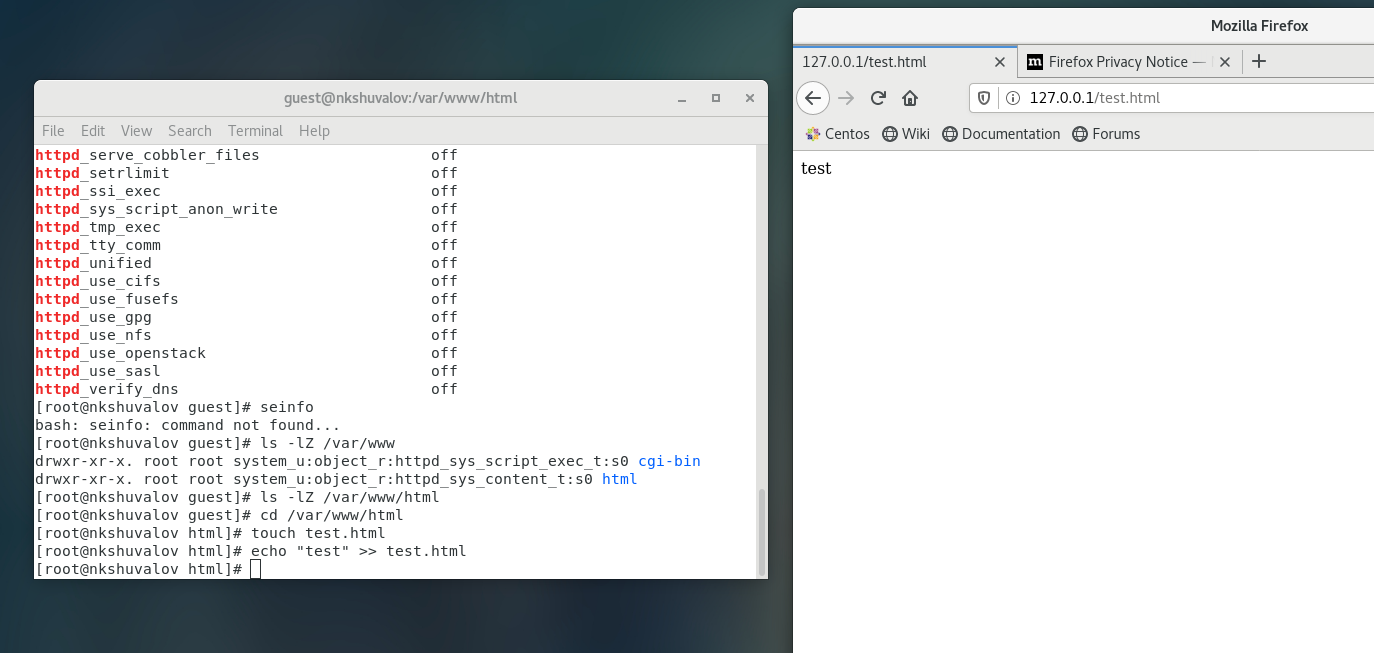 guest@nkshuvalov:/var/www/html
File Edit View Search Terminal Help
httpd_serve_cobbler_files off
httpd_setrlimit off
httpd_ssi_exec off
httpd_sys_script_anon_write off
httpd_tmp_exec off
httpd_tty_comm off
httpd_unified off
httpd_use_cifs off
httpd_use_fusefs off
httpd_use_gpg off
httpd_use_nfs off
httpd_use_openstack off
httpd_use_sasl off
httpd_verify_dns off
[root@nkshuvalov guest]# seinfo
bash: seinfo: command not found...
[root@nkshuvalov guest]# ls -lZ /var/www
drwxr-xr-x. root root system_u:object_r:httpd_sys_script_exec_t:s0 cgi-bin
drwxr-xr-x. root root system_u:object_r:httpd_sys_content_t:s0 html
[root@nkshuvalov guest]# ls -lZ /var/www/html
[root@nkshuvalov guest]# cd /var/www/html
[root@nkshuvalov html]# touch test.html
[root@nkshuvalov html]# echo "test" >> test.html
[root@nkshuvalov html]#
Mozilla Firefox
127.0.0.1/test.html
m Firefox Privacy Notice —
127.0.0.1/test.html
Centos Wiki Documentation Forums
test